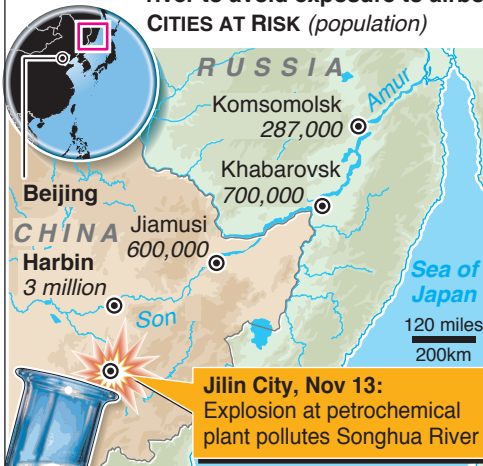 CITIES AT RISK (population)
RUSSIA
Amur
Komsomolsk
287,000
Khabarovsk
700,000
Beijing
CHINA
Jiamusi
600,000
Harbin
3 million
Son
Sea of
Japan
120 miles
200km
Jilin City, Nov 13:
Explosion at petrochemical
plant pollutes Songhua River